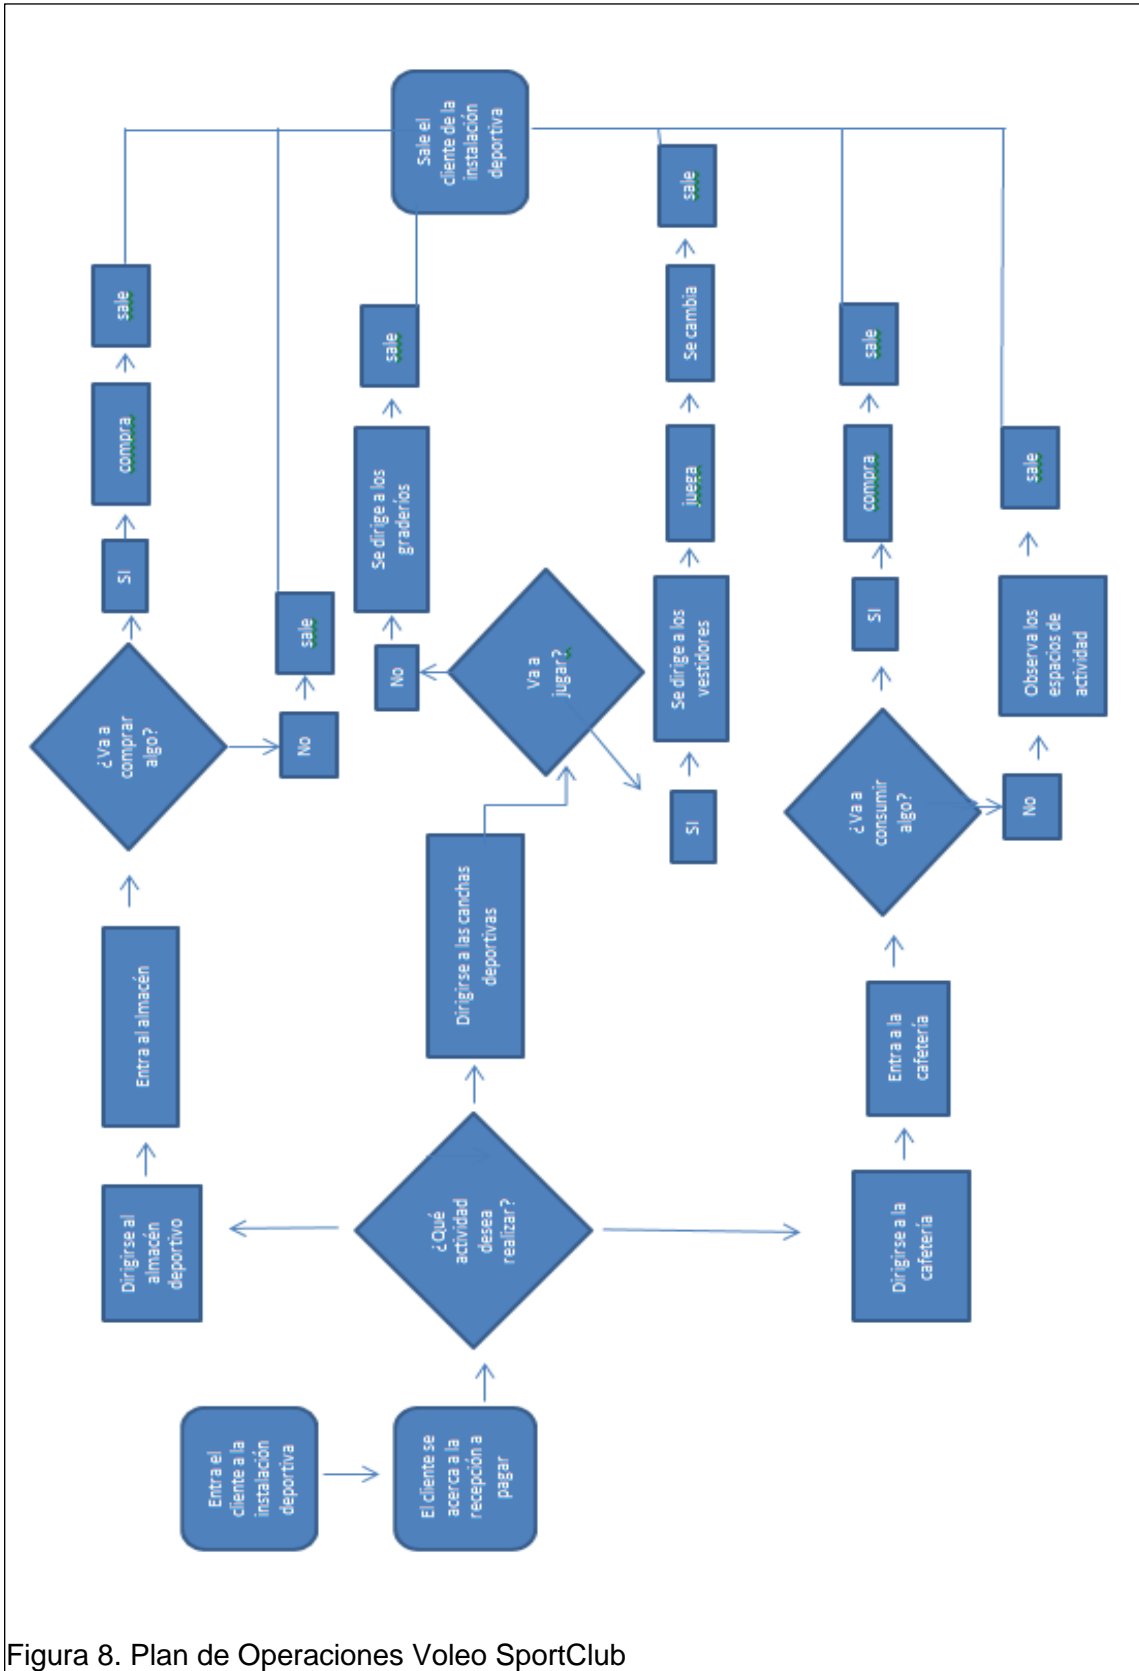 Entra el
cliente a la
instalación
deportiva
El cliente se
acerca a la
recepción a
pagar
¿Qué
actividad
desea
realizar?
Dirigirse al
almacén
deportivo
Entra al almacén
¿Va a
comprar
algo?
SI
compra
sale
No
sale
Dirigirse a las canchas
deportivas
Va a
jugar?
No
Se dirige a los
graderíos
sale
SI
Se dirige a los
vestidores
juega
Se cambia
sale
Dirigirse a la
cafetería
Entra a la
cafetería
¿Va a
consumir
algo?
SI
compra
sale
No
Observa los
espacios de
actividad
sale
Sale el
cliente de la
instalación
deportiva
Figura 8. Plan de Operaciones Voleo SportClub